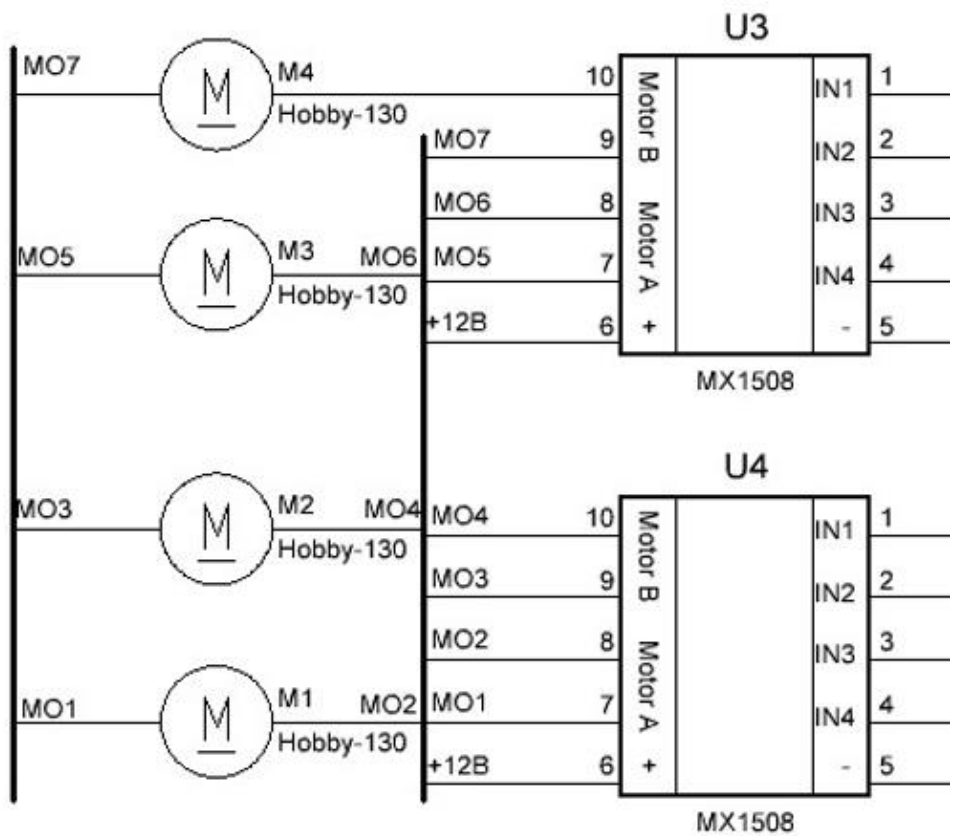 U3
MO7
M4
Hobby-130
10
Motor B
IN1
1
MO7
9
IN2
2
MO6
8
Motor A
IN3
3
MO5
M3
Hobby-130
MO6
MO5
7
IN4
4
+12B
6
+
-
5
MX1508
U4
MO3
M2
Hobby-130
MO4
MO4
10
Motor B
IN1
1
MO3
9
IN2
2
MO2
8
Motor A
IN3
3
MO1
M1
Hobby-130
MO2
MO1
7
IN4
4
+12B
6
+
-
5
MX1508